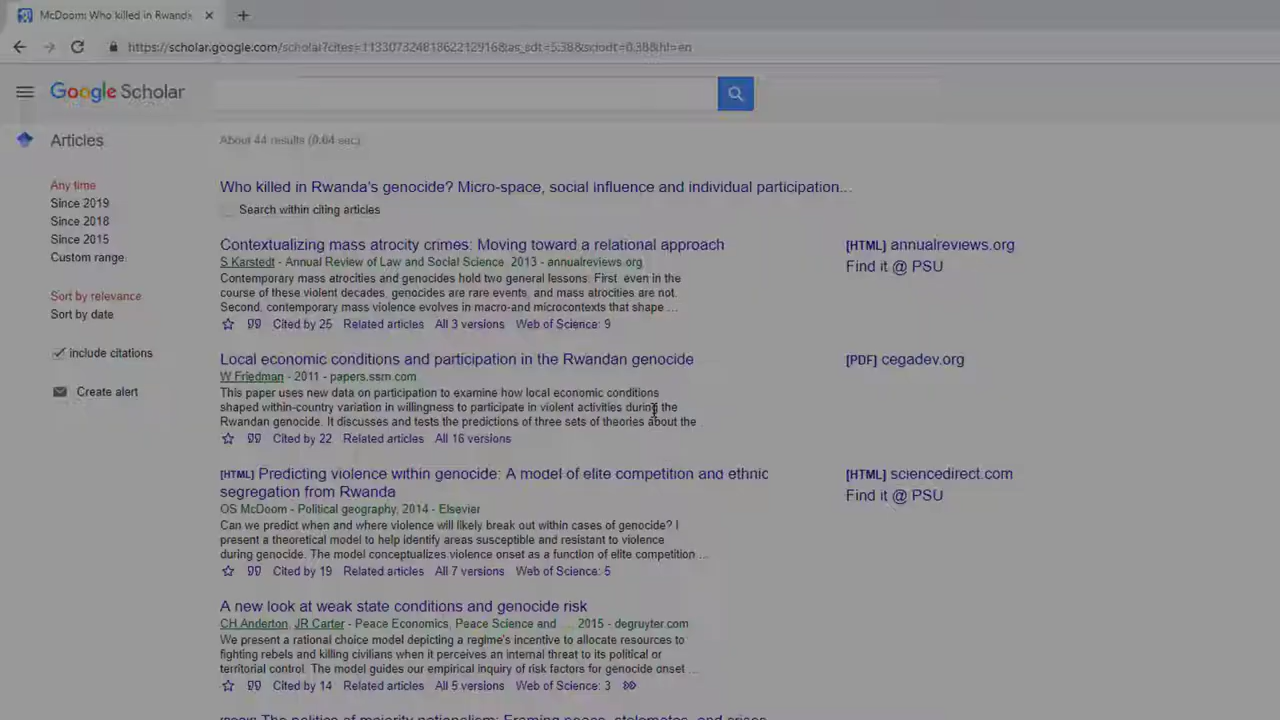 McDoom: Who killed in Rwanda
https://scholar.google.com/scholar?cites=11330732481862212916&as_sdt=5,38&sciodt=0,38&hl=en
Google Scholar
Articles
About 44 results (0.04 sec)
Any time
Since 2019
Since 2018
Since 2015
Custom range
Sort by relevance
Sort by date
include citations
Create alert
Who killed in Rwanda's genocide? Micro-space, social influence and individual participation...
Search within citing articles
Contextualizing mass atrocity crimes: Moving toward a relational approach
[HTML] annualreviews.org
S Karstedt - Annual Review of Law and Social Science, 2013 - annualreviews.org
Find it @ PSU
Contemporary mass atrocities and genocides hold two general lessons. First, even in the
course of these violent decades, genocides are rare events, and mass atrocities are not.
Second, contemporary mass violence evolves in macro-and microcontexts that shape ...
Cited by 25 Related articles All 3 versions Web of Science: 9
Local economic conditions and participation in the Rwandan genocide
[PDF] cegadev.org
W Friedman - 2011 - papers.ssrn.com
This paper uses new data on participation to examine how local economic conditions
shaped within-country variation in willingness to participate in violent activities during the
Rwandan genocide. It discusses and tests the predictions of three sets of theories about the
Cited by 22 Related articles All 16 versions
[HTML] Predicting violence within genocide: A model of elite competition and ethnic
segregation from Rwanda
[HTML] sciencedirect.com
Find it @ PSU
OS McDoom - Political geography, 2014 - Elsevier
Can we predict when and where violence will likely break out within cases of genocide? I
present a theoretical model to help identify areas susceptible and resistant to violence
during genocide. The model conceptualizes violence onset as a function of elite competition ...
Cited by 19 Related articles All 7 versions Web of Science: 5
A new look at weak state conditions and genocide risk
CH Anderton, JR Carter - Peace Economics, Peace Science and ..., 2015 - degruyter.com
We present a rational choice model depicting a regime's incentive to allocate resources to
fighting rebels and killing civilians when it perceives an internal threat to its political or
territorial control. The model guides our empirical inquiry of risk factors for genocide onset ...
Cited by 14 Related articles All 5 versions Web of Science: 3
The politics of majority nationalism: Framing peace, stalemates, and crises